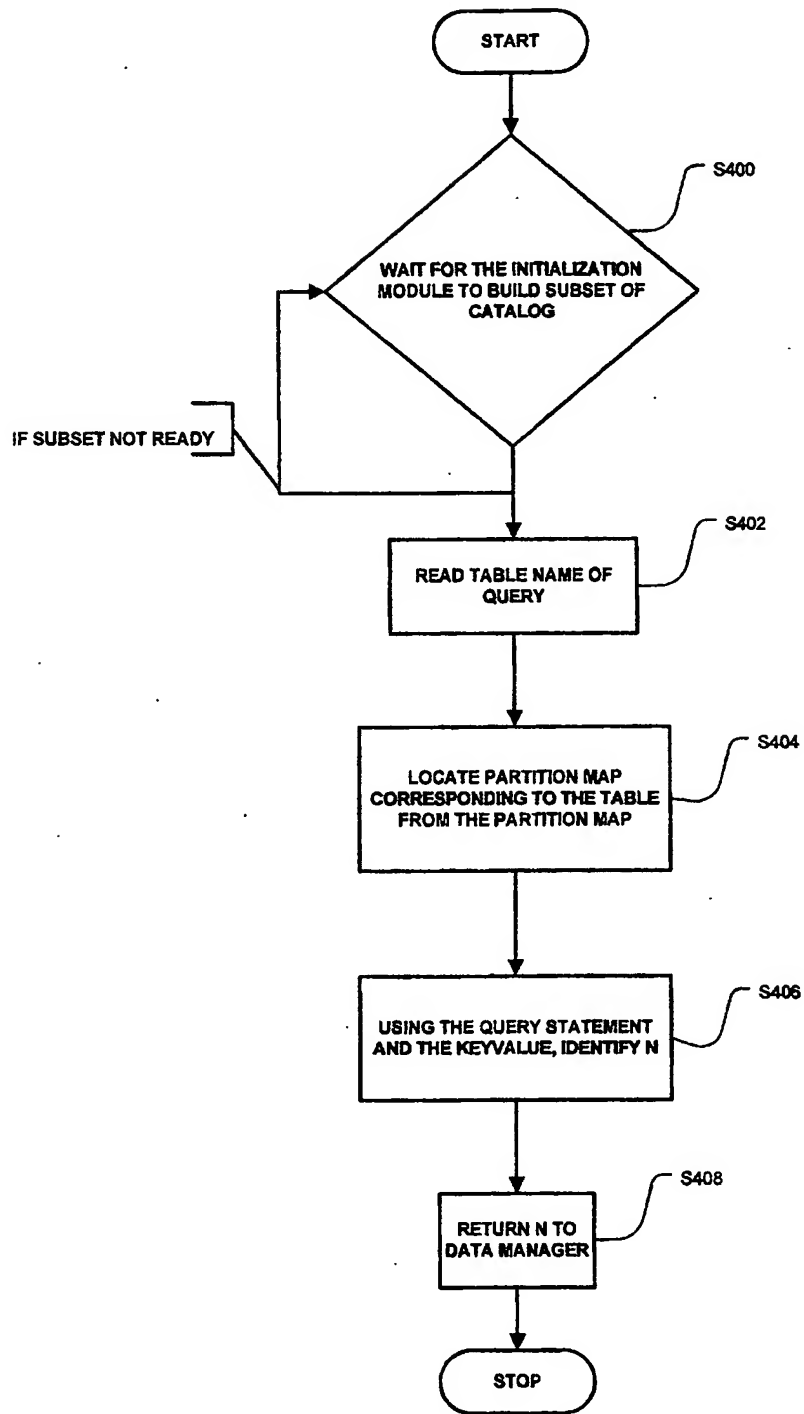 START
S400
WAIT FOR THE INITIALIZATION
MODULE TO BUILD SUBSET OF
CATALOG
IF SUBSET NOT READY
S402
READ TABLE NAME OF
QUERY
S404
LOCATE PARTITION MAP
CORRESPONDING TO THE TABLE
FROM THE PARTITION MAP
S406
USING THE QUERY STATEMENT
AND THE KEYVALUE, IDENTIFY N
S408
RETURN N TO
DATA MANAGER
STOP